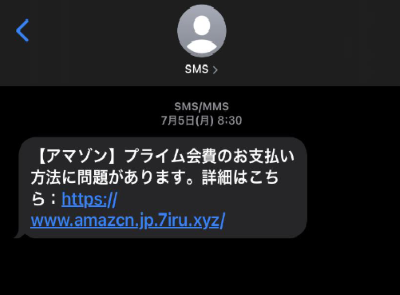 SMS >
SMS/MMS
7月5日(月) 8:30
【アマゾン】プライム会費のお支払い
方法に問題があります。詳細はこち
ら：https://
www.amazcn.jp.7iru.xyz/